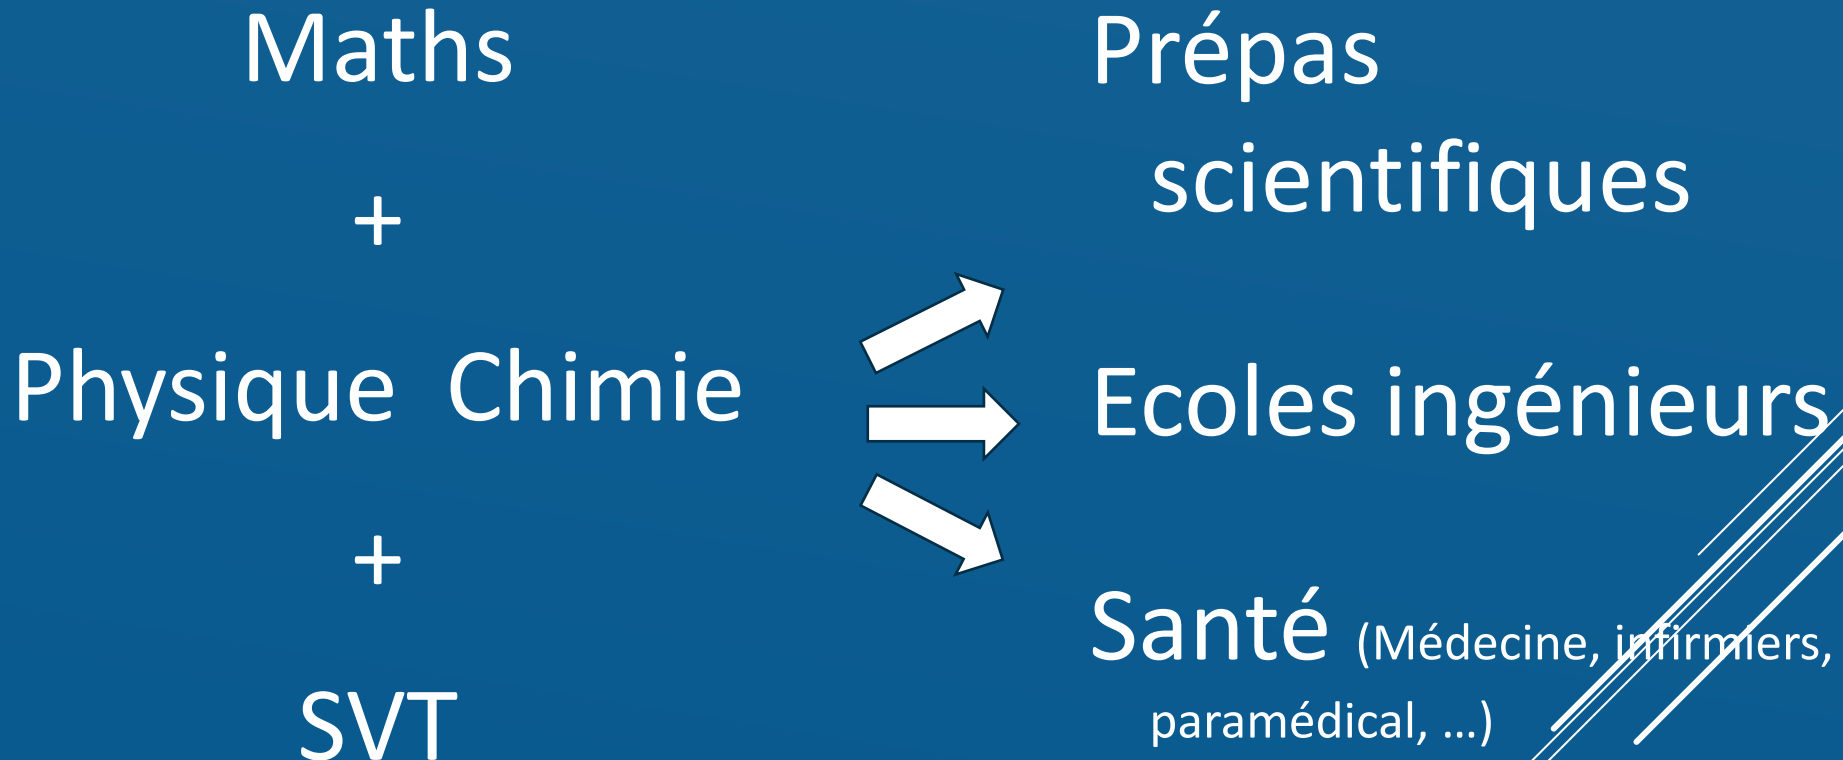 Maths
+
Physique Chimie
+
SVT
Prépas
scientifiques
Ecoles ingénieurs
Santé (Médecine, infirmiers,
paramédical, ...)